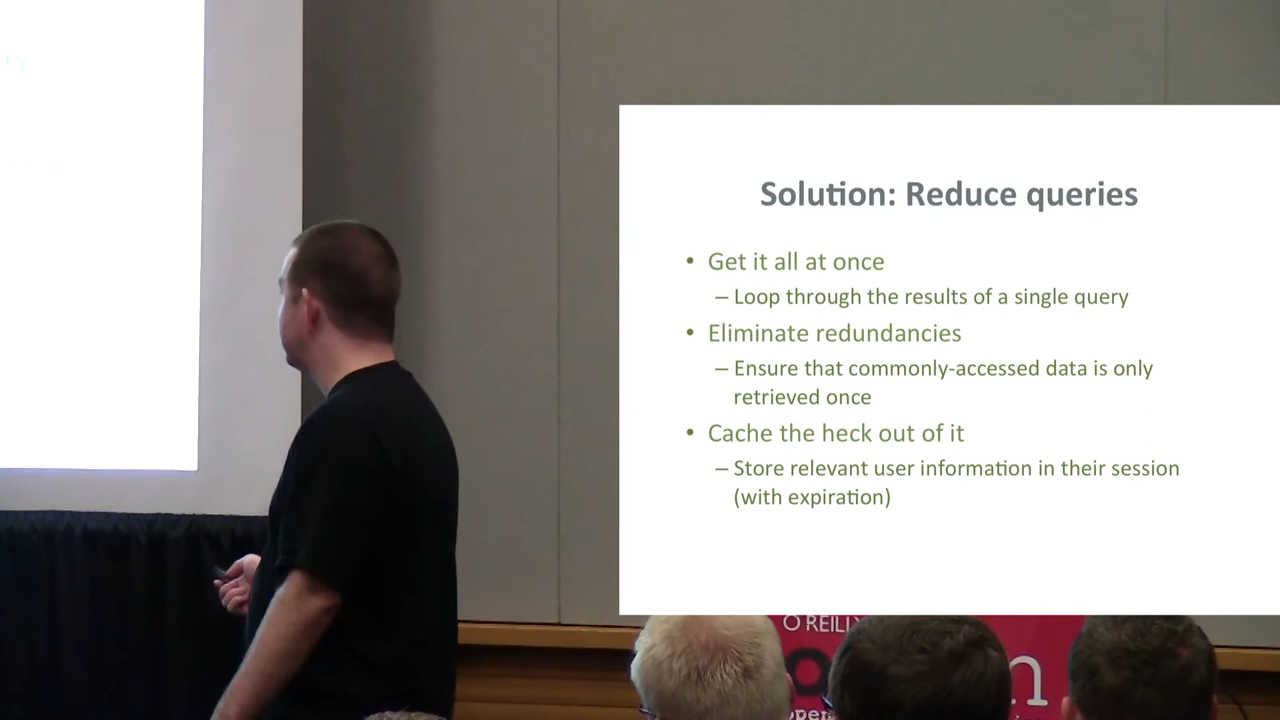 Solution: Reduce queries
• Get it all at once
– Loop through the results of a single query
• Eliminate redundancies
– Ensure that commonly-accessed data is only
retrieved once
• Cache the heck out of it
– Store relevant user information in their session
(with expiration)
O'REILLY